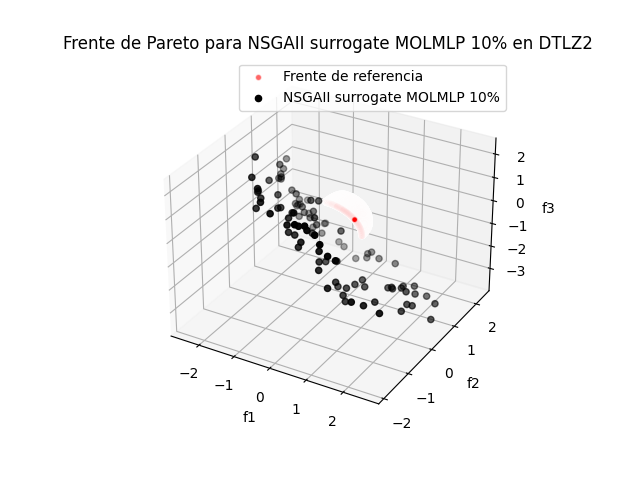 Frente de Pareto para NSGAII surrogate MOLMLP 10% en DTLZ2
Frente de referencia
NSGAII surrogate MOLMLP 10%
2
1
0
−1
−2
−3
f3
−2
−1
0
1
2
f1
−2
−1
0
1
2
f2